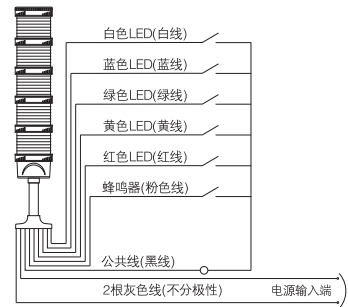 白色LED(白线)
蓝色LED(蓝线)
绿色LED(绿线)
黄色LED(黄线)
红色LED(红线)
蜂鸣器(粉色线)
公共线(黑线)
2根灰色线(不分极性)
电源输入端